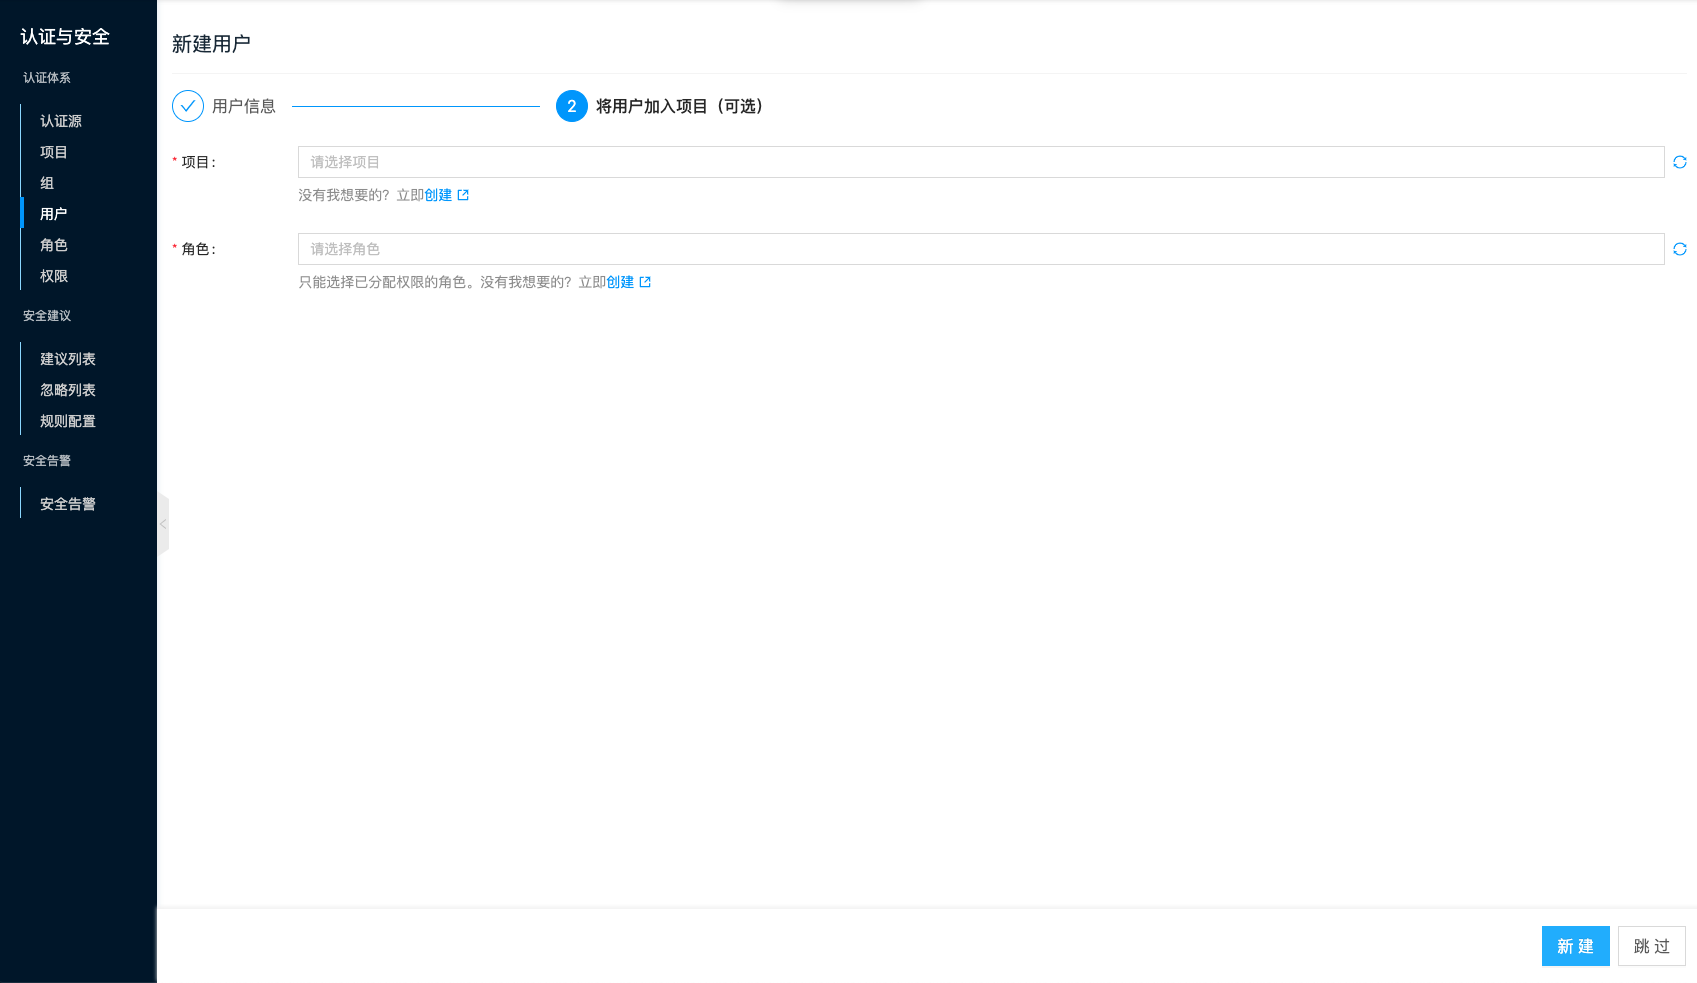 认证与安全
认证体系
认证源
项目
组
用户
角色
权限
安全建议
建议列表
忽略列表
规则配置
安全告警
安全告警
新建用户
用户信息
2 将用户加入项目（可选）
* 项目：
请选择项目
没有我想要的？立即创建
* 角色：
请选择角色
只能选择已分配权限的角色。没有我想要的？立即创建
新 建
跳 过